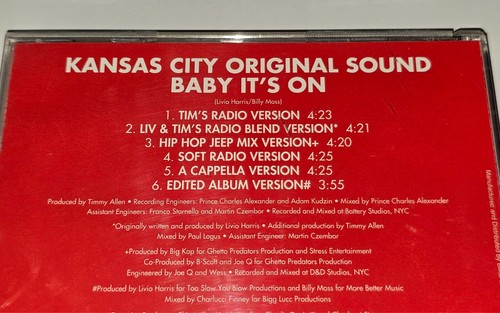 KANSAS CITY ORIGINAL SOUND
BABY IT'S ON
(Livio Harris/Billy Moss)
1. TIM'S RADIO VERSION 4:23
2. LIV & TIM'S RADIO BLEND VERSION* 4:21
3. HIP HOP JEEP MIX VERSION+ 4:20
4. SOFT RADIO VERSION 4:25
5. A CAPPELLA VERSION 4:25
6. EDITED ALBUM VERSION# 3:55
Produced by Timmy Allen • Recording Engineers: Prince Charles Alexander and Adam Kudzin • Mixed by Prince Charles Alexander
Assistant Engineers: Franco Starnella and Martin Czembor • Recorded and Mixed at Battery Studios, NYC
*Originally written and produced by Livio Harris • Additional production by Timmy Allen
Mixed by Paul Logus • Assistant Engineer: Martin Czembor
+Produced by Big Kap for Ghetto Predators Production and Stress Entertainment
Co-Produced by B-Scott and Joe Q for Ghetto Predators Production
Engineered by Joe Q and Wess • Recorded and Mixed at D&D Studios, NYC
#Produced by Livio Harris for Too Slow You Blow Productions and Billy Moss for More Better Music
Mixed by Charlucci Finney for Bigg Lucc Productions
Manufactured and Distributed by